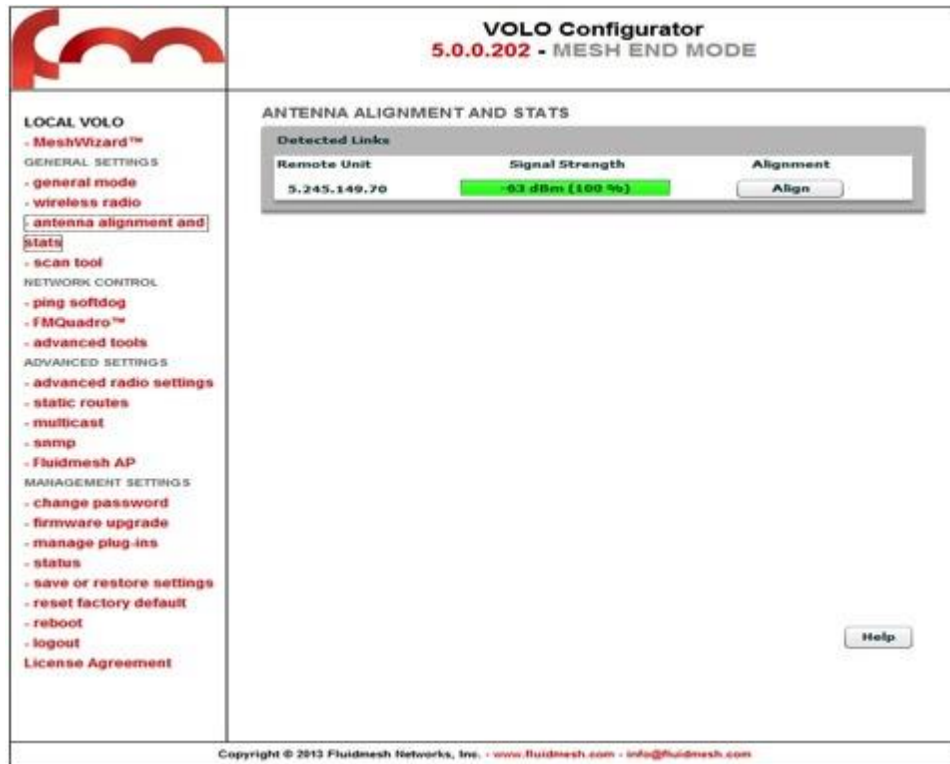 fm
VOLO Configurator
5.0.0.202 - MESH END MODE
LOCAL VOLO
- MeshWizard™
GENERAL SETTINGS
- general mode
- wireless radio
- antenna alignment and
stats
- scan tool
NETWORK CONTROL
- ping softdog
- FMQuadro™
- advanced tools
ADVANCED SETTINGS
- advanced radio settings
- static routes
- multicast
- snmp
- Fluidmesh AP
MANAGEMENT SETTINGS
- change password
- firmware upgrade
- manage plug-ins
- status
- save or restore settings
- reset factory default
- reboot
- logout
License Agreement
ANTENNA ALIGNMENT AND STATS
Detected Links
Remote Unit Signal Strength Alignment
5.245.149.70 -63 dBm (100 %) Align
Help
Copyright © 2013 Fluidmesh Networks, Inc. - www.fluidmesh.com - info@fluidmesh.com